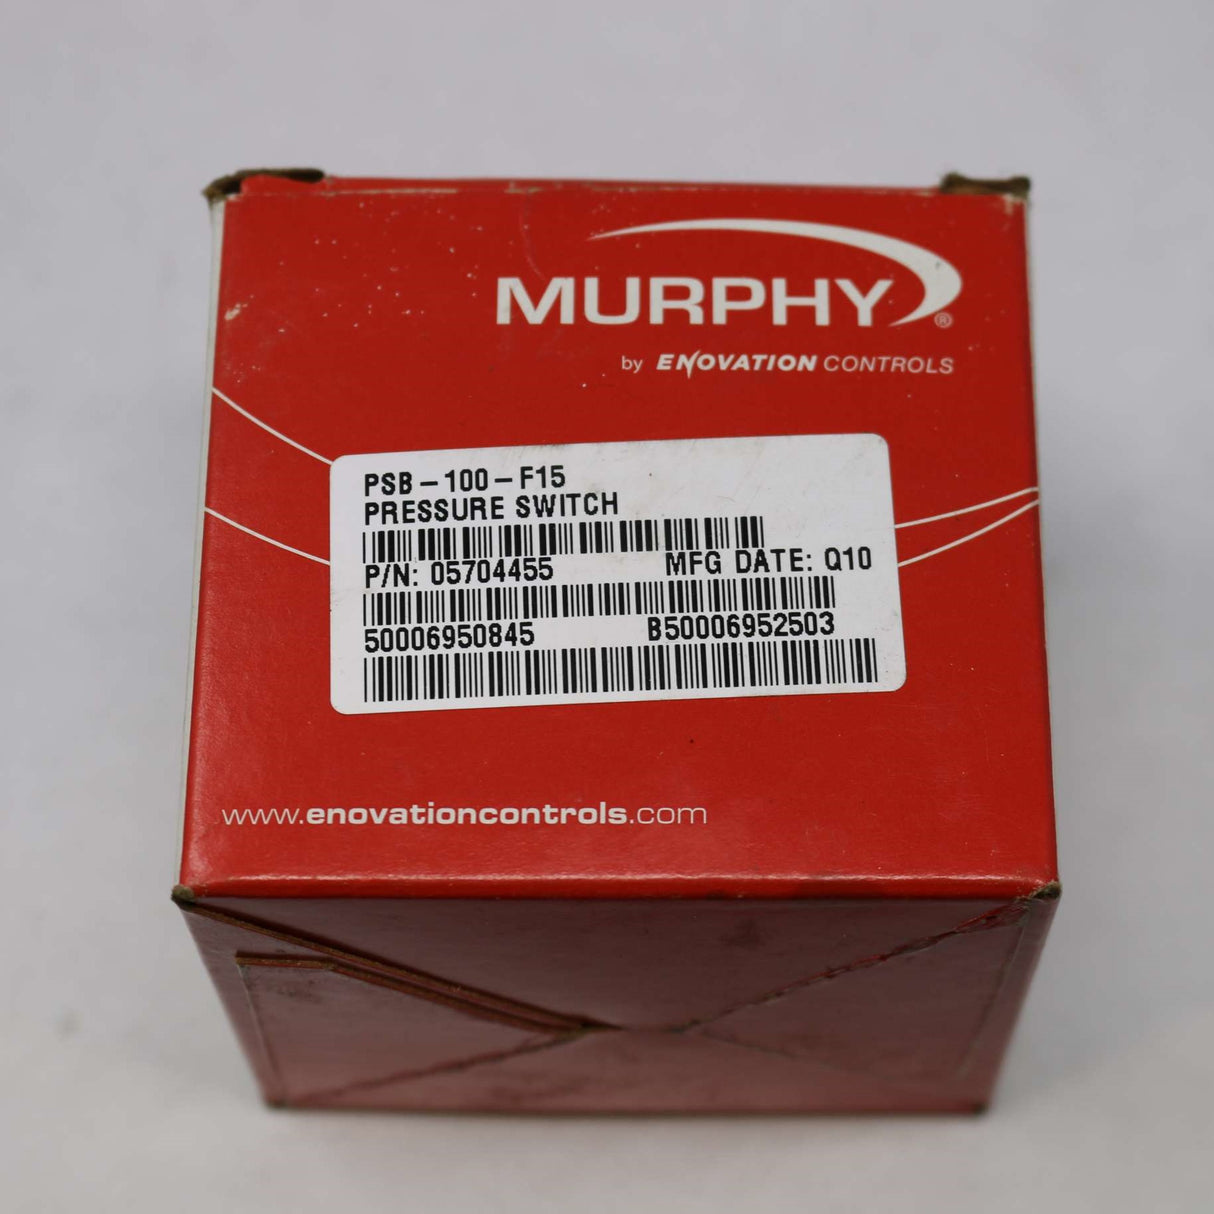 MURPHY®
by ENOVATION CONTROLS
PSB-100-F15
PRESSURE SWITCH
P/N: 05704455 MFG DATE: Q10
50006950845 B50006952503
www.enovationcontrols.com